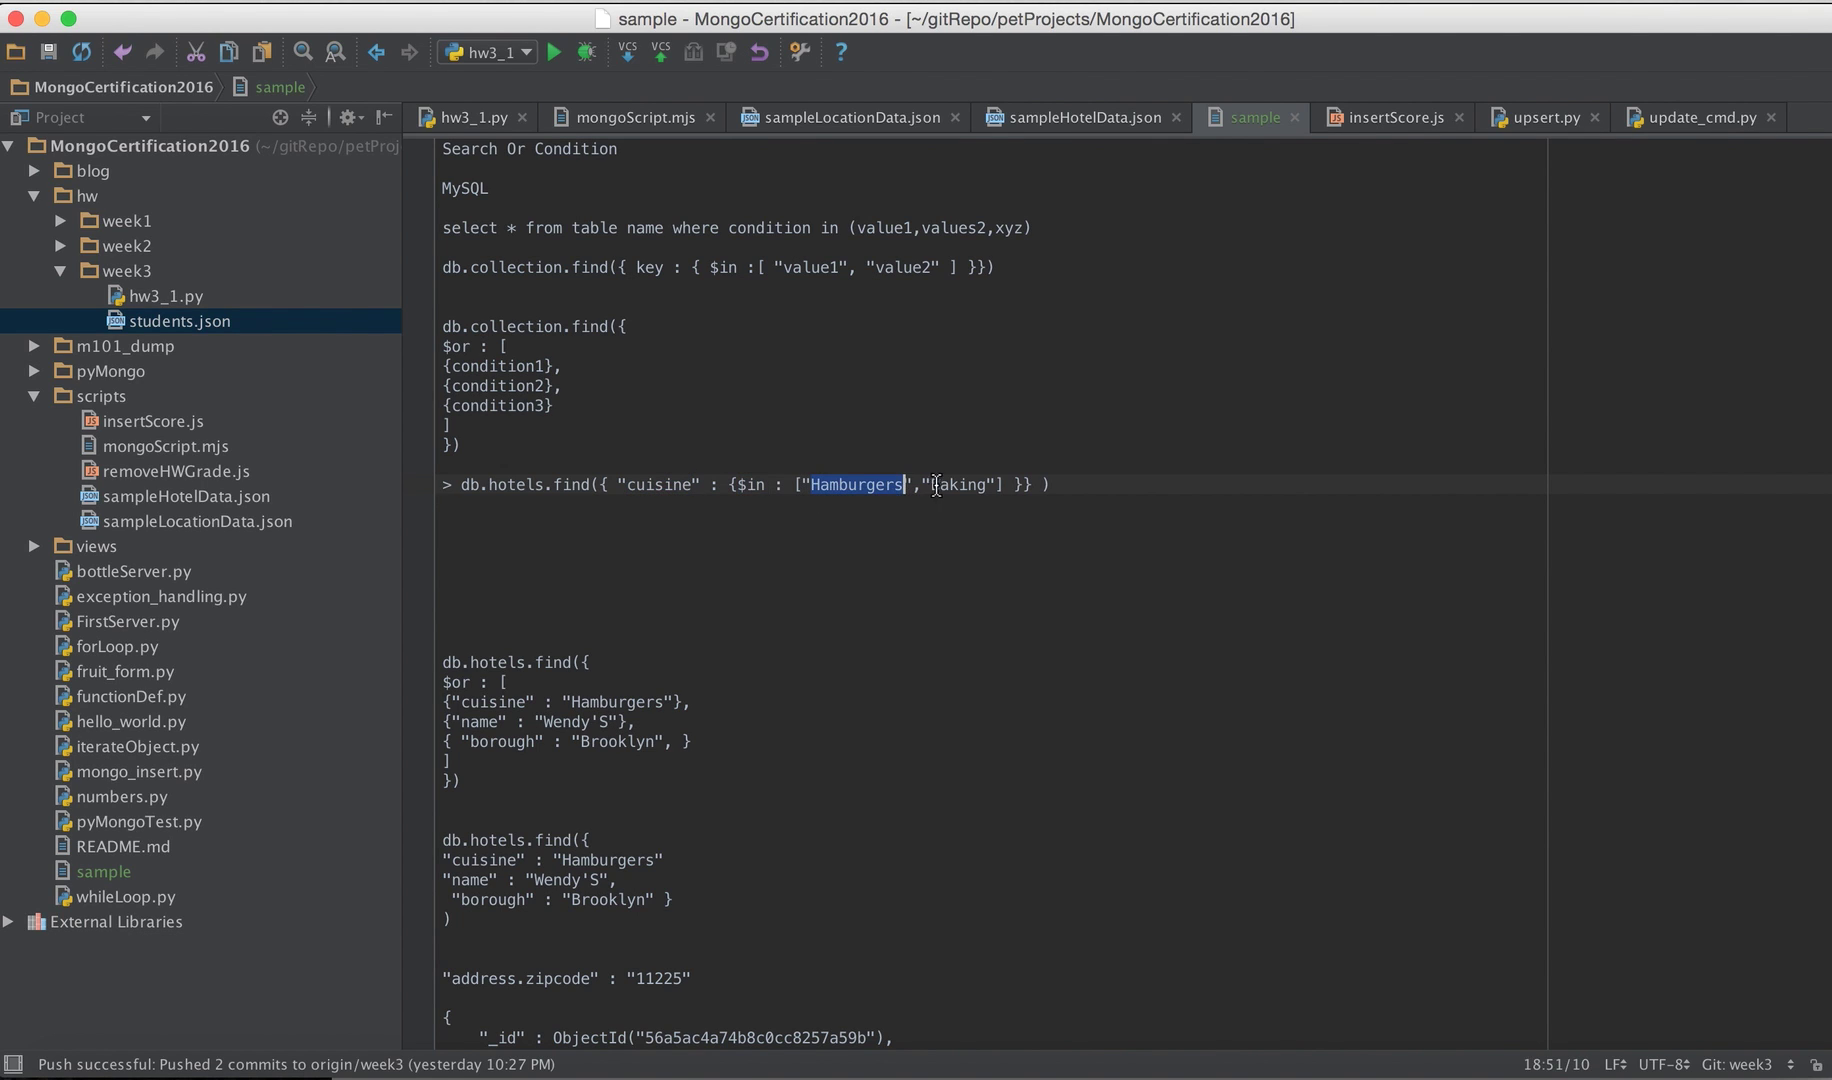 sample - MongoCertification2016 - [~/gitRepo/petProjects/MongoCertification2016]
hw3_1
VCS VCS
?
MongoCertification2016 sample
Project
hw3_1.py mongoScript.mjs sampleLocationData.json sampleHotelData.json sample insertScore.js upsert.py update_cmd.py
MongoCertification2016 (~/gitRepo/petProj
blog
hw
week1
week2
week3
hw3_1.py
students.json
m101_dump
pyMongo
scripts
insertScore.js
mongoScript.mjs
removeHWGrade.js
sampleHotelData.json
sampleLocationData.json
views
bottleServer.py
exception_handling.py
FirstServer.py
forLoop.py
fruit_form.py
functionDef.py
hello_world.py
iterateObject.py
mongo_insert.py
numbers.py
pyMongoTest.py
README.md
sample
whileLoop.py
External Libraries
Search Or Condition
MySQL
select * from table name where condition in (value1,values2,xyz)
db.collection.find({ key : { $in :[ "value1", "value2" ] }})
db.collection.find({
$or : [
{condition1},
{condition2},
{condition3}
]
})
> db.hotels.find({ "cuisine" : {$in : ["Hamburgers", ] }} )
db.hotels.find({
$or : [
{"cuisine" : "Hamburgers"},
{"name" : "Wendy'S"},
{ "borough" : "Brooklyn", }
]
})
db.hotels.find({
"cuisine" : "Hamburgers"
"name" : "Wendy'S",
"borough" : "Brooklyn" }
)
"address.zipcode" : "11225"
{
"_id" : ObjectId("56a5ac4a74b8c0cc8257a59b"),
Push successful: Pushed 2 commits to origin/week3 (yesterday 10:27 PM)
18:51/10 LF UTF-8 Git: week3